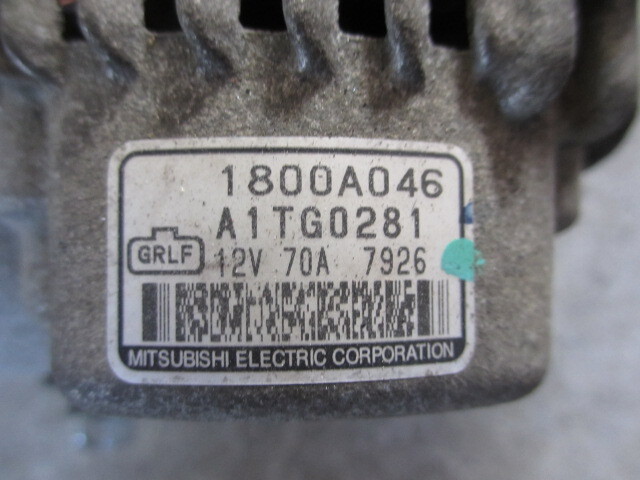 1800A046
A1TG0281
GRLF
12V 70A 7926
MITSUBISHI ELECTRIC CORPORATION